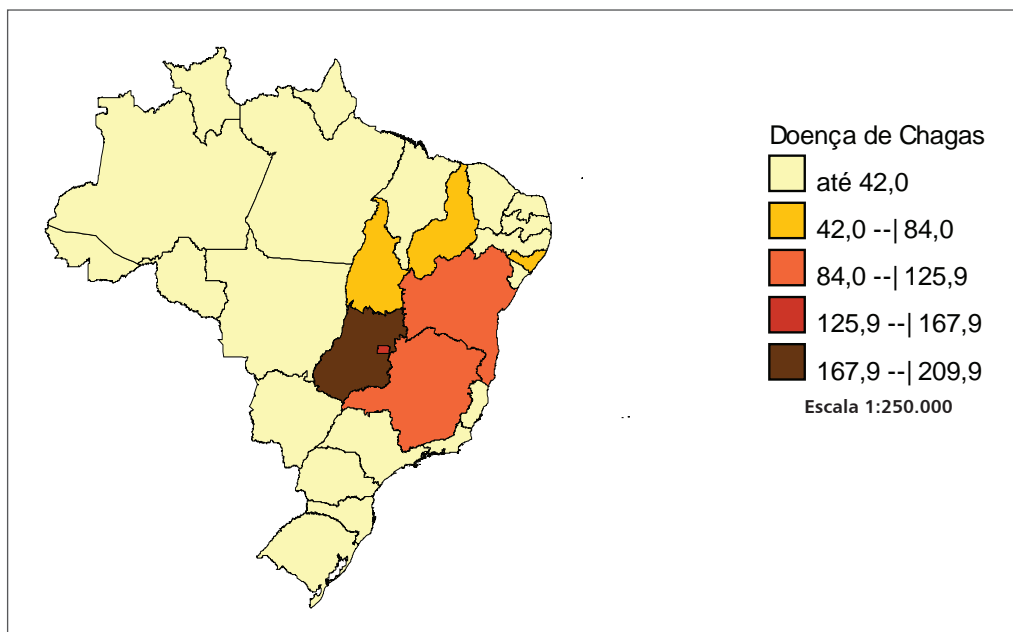 Doença de Chagas
até 42,0
42,0 --| 84,0
84,0 --| 125,9
125,9 --| 167,9
167,9 --| 209,9
Escala 1:250.000